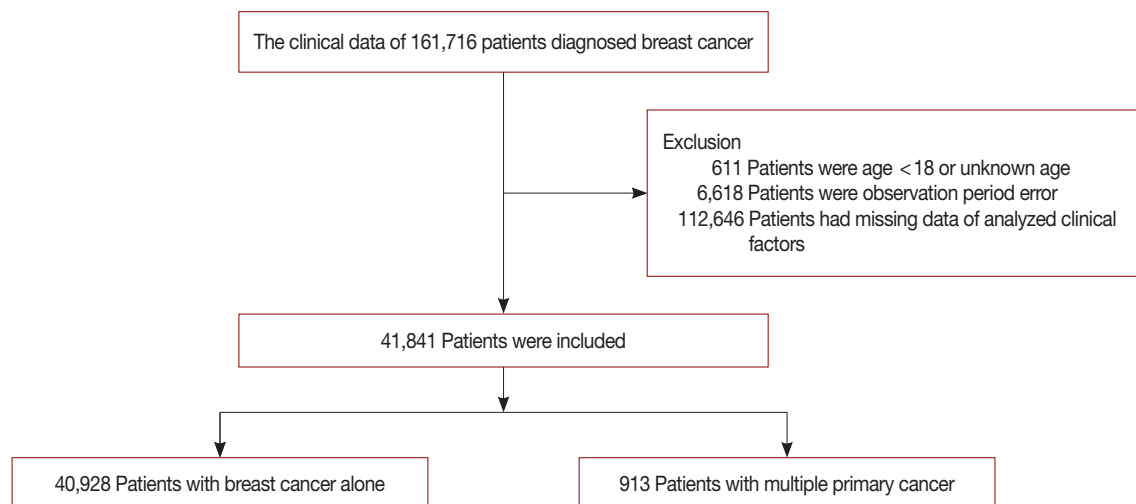 The clinical data of 161,716 patients diagnosed breast cancer
Exclusion
611 Patients were age <18 or unknown age
6,618 Patients were observation period error
112,646 Patients had missing data of analyzed clinical
factors
41,841 Patients were included
40,928 Patients with breast cancer alone
913 Patients with multiple primary cancer